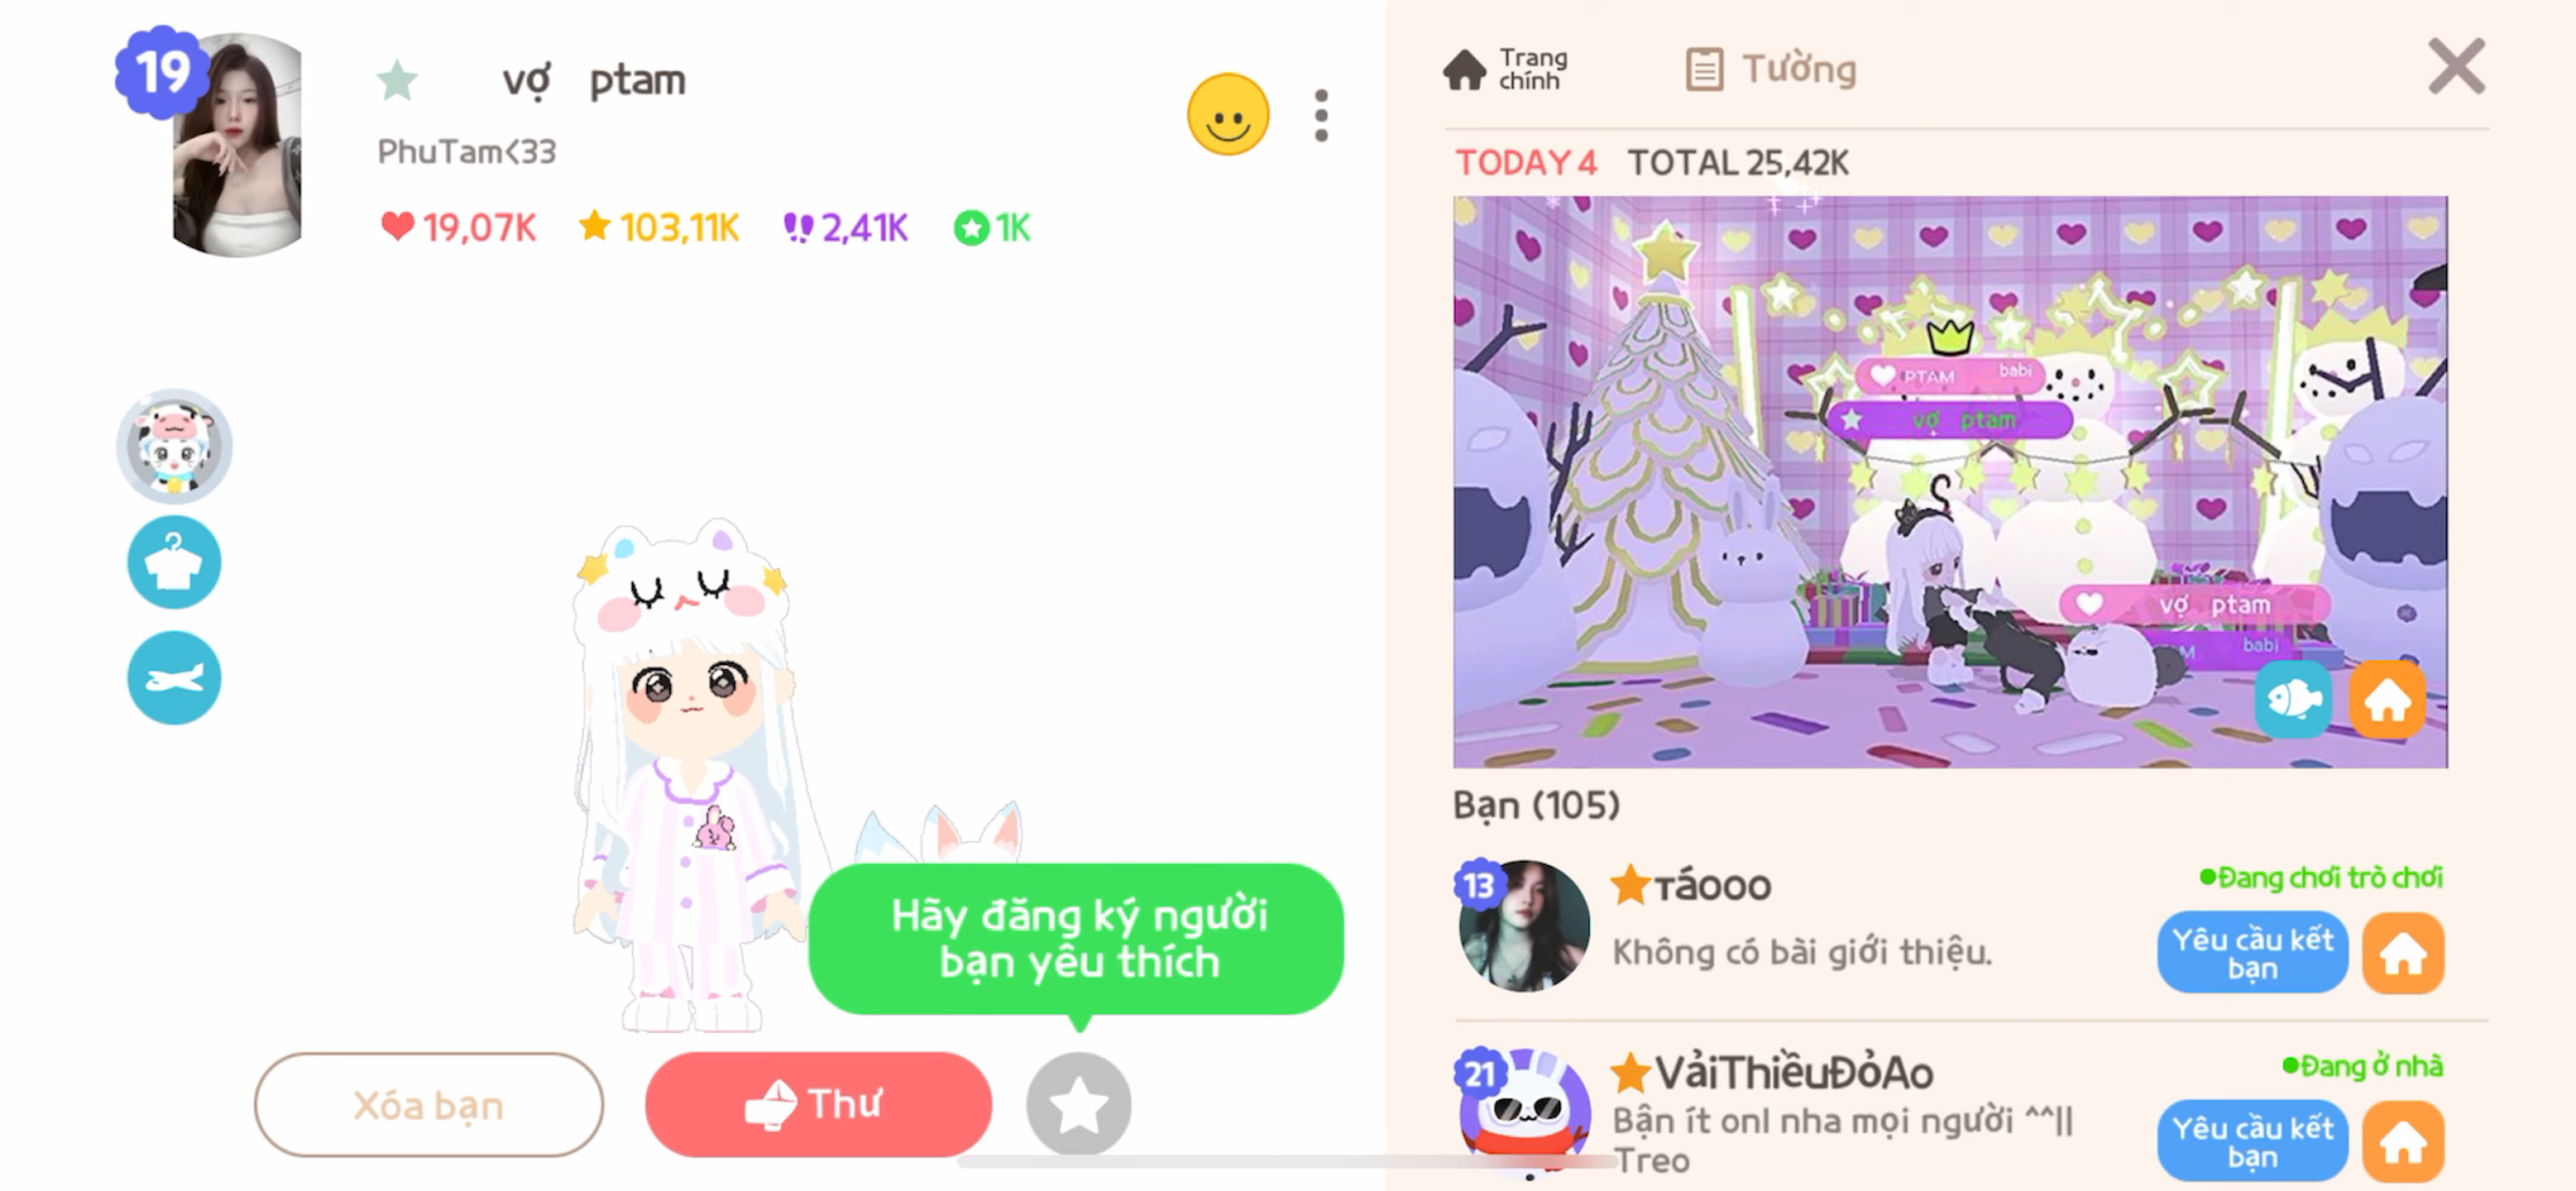 19
vợ ptam
PhuTam<33
19,07K 103,11K 2,41K 1K
Hãy đăng ký người
bạn yêu thích
Xóa bạn
Thư
Trang
chính
Tường
TODAY 4 TOTAL 25,42K
PTAM babi
vợ ptam
vợ ptam
babi
Bạn (105)
13
тáooo
Đang chơi trò chơi
Không có bài giới thiệu.
Yêu cầu kết
bạn
21
VảiThiềuĐỏAo
Đang ở nhà
Bận ít onl nha mọi người ^^||
Treo
Yêu cầu kết
bạn